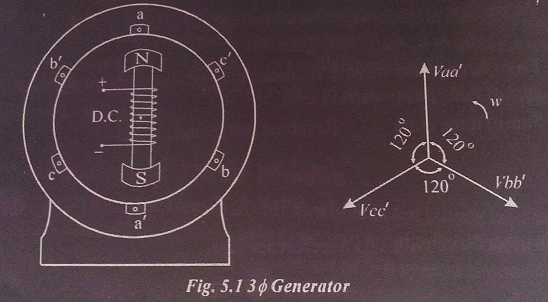 a
b'
c'
N
+
D.C.
−
S
c
b
a'
Vaa'
w
120°
120°
120°
Vcc'
Vbb'
Fig. 5.1 3ϕ Generator